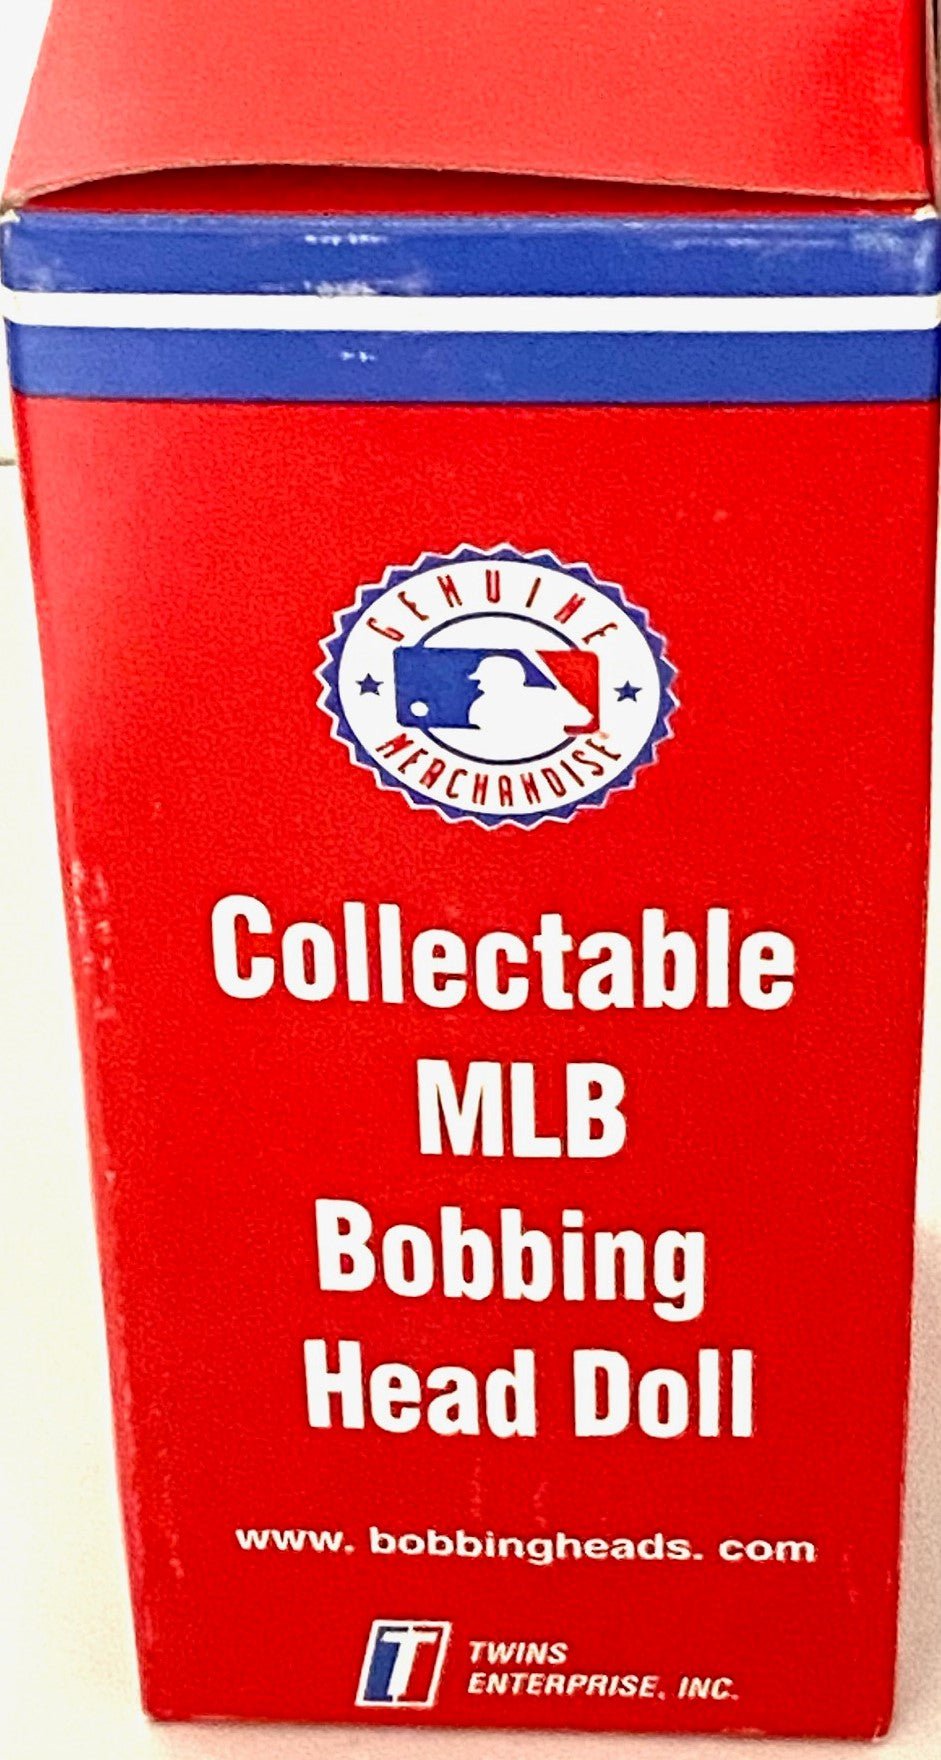 GENUINE
MERCHANDISE
Collectable
MLB
Bobbing
Head Doll
www. bobbingheads. com
T TWINS
ENTERPRISE, INC.